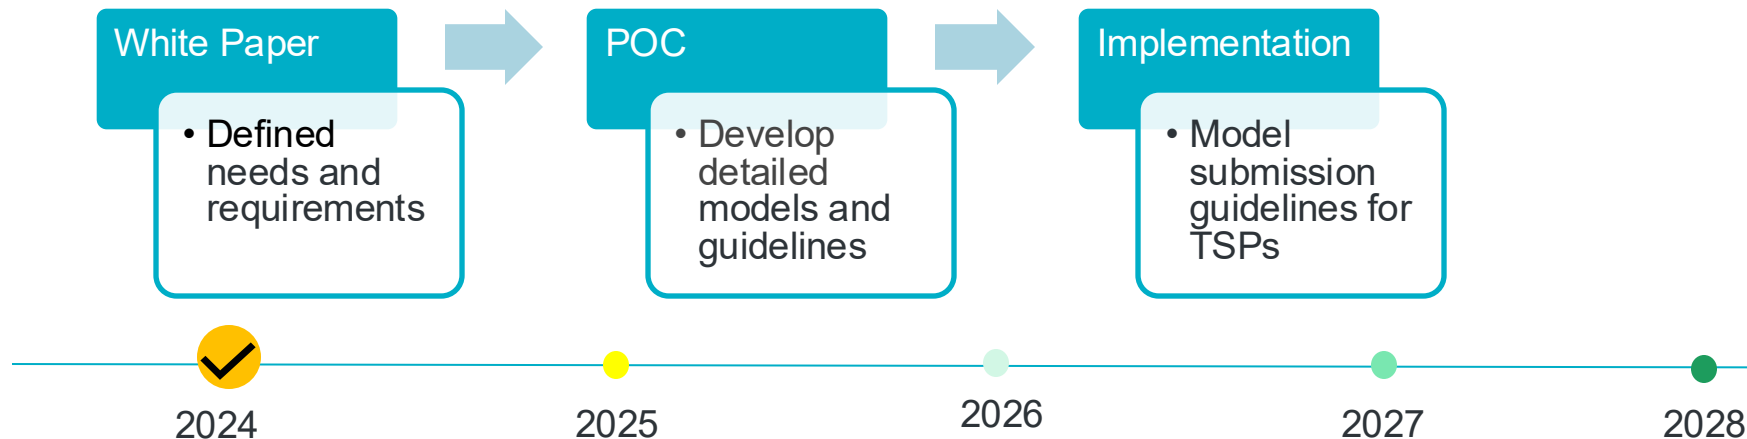 White Paper
• Defined
needs and
requirements
POC
• Develop
detailed
models and
guidelines
Implementation
• Model
submission
guidelines for
TSPs
2024
2025
2026
2027
2028